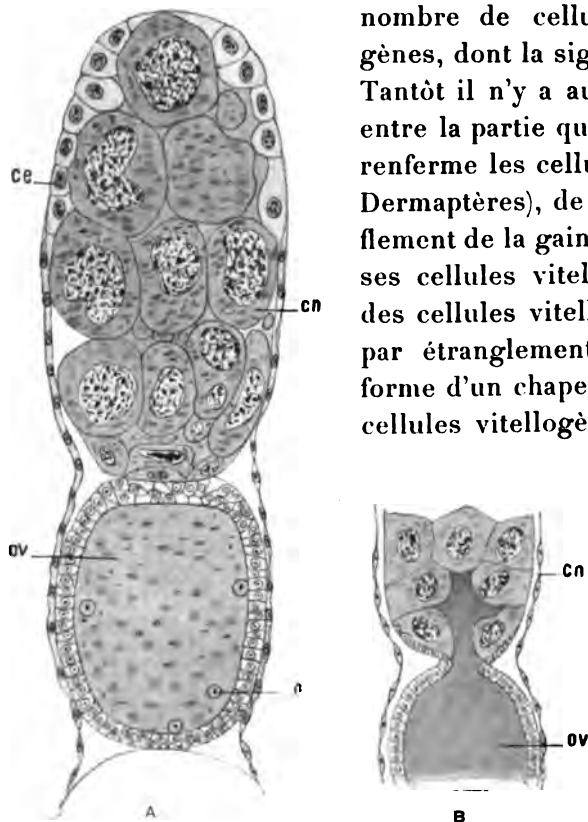 nombre de cellu
gènes, dont la sig
Tantôt il n'y a au
entre la partie qu
renferme les cellu
Dermaptères), de
flement de la gain
ses cellules vitel
des cellules vitell
par étranglement
forme d'un chape
cellules vitellogè
ce
cn
ov
n
A
cn
ov
B